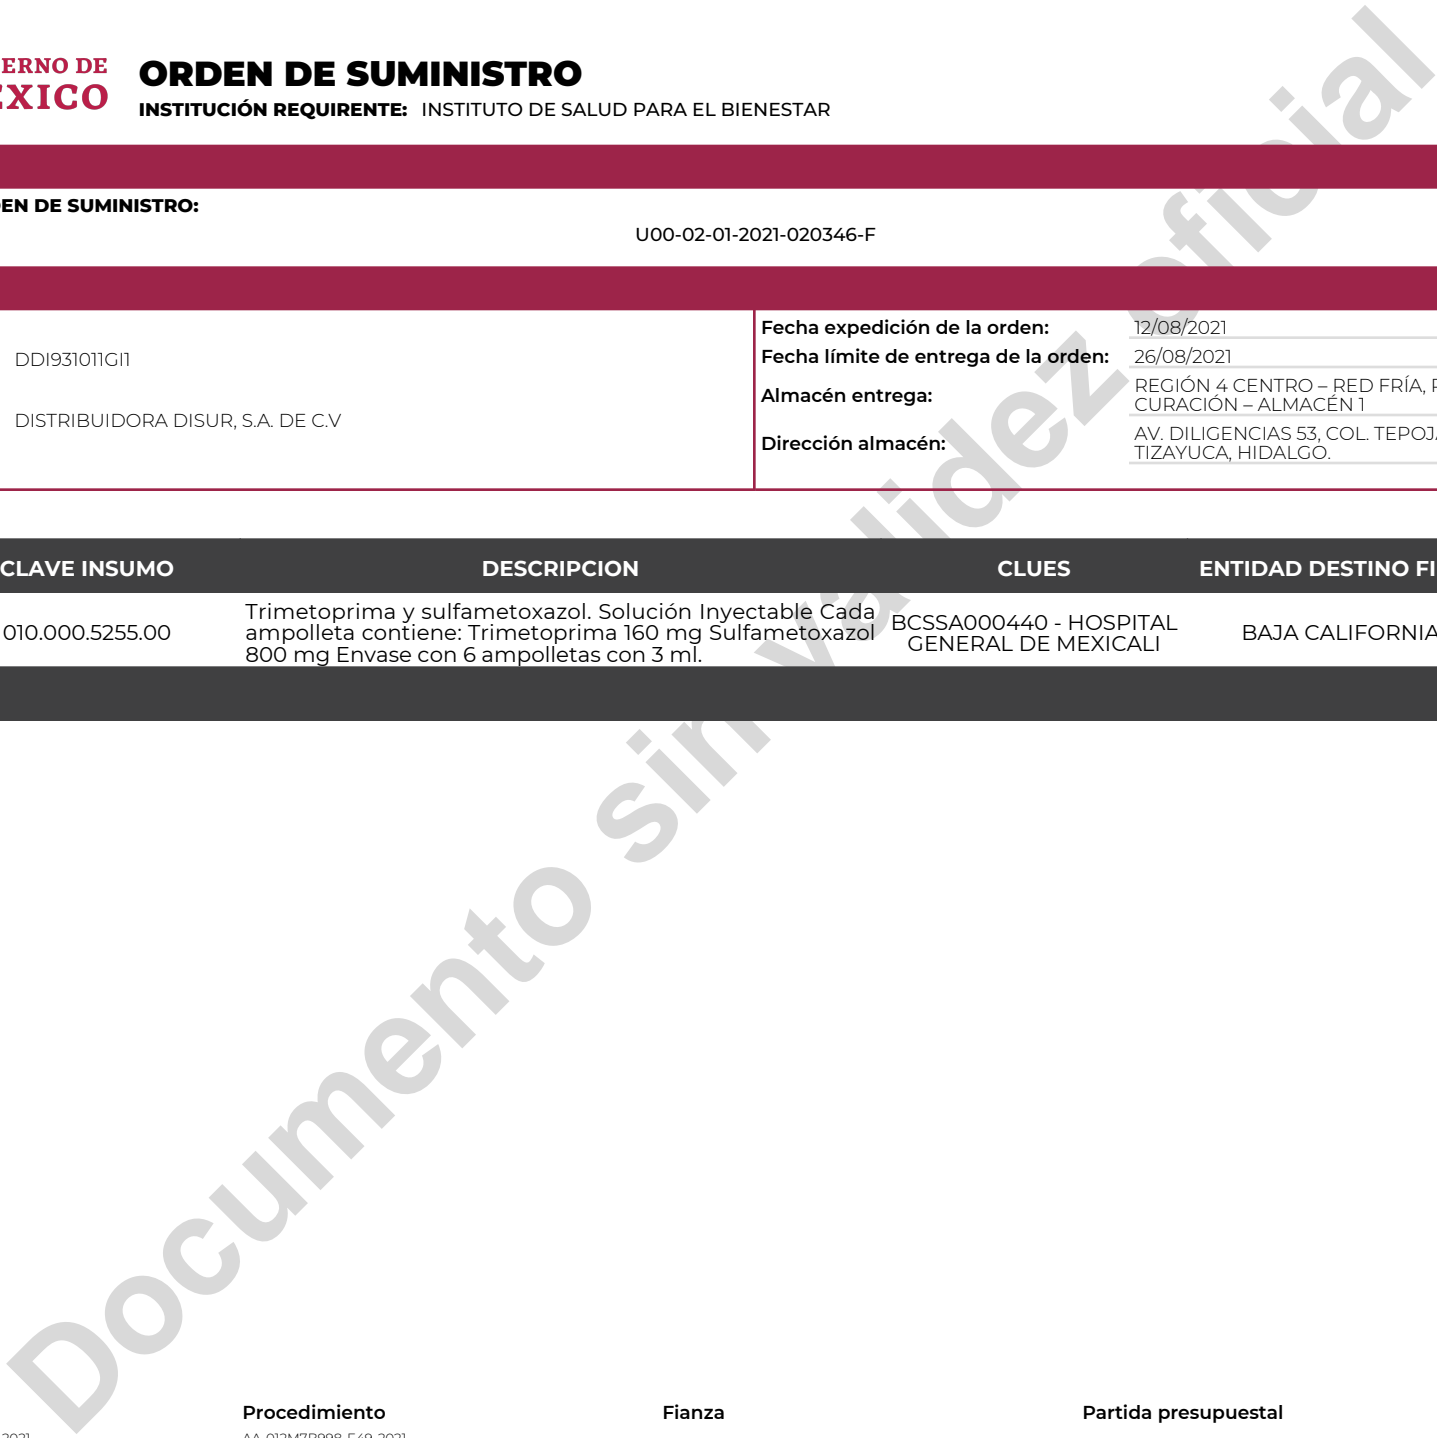 ERNO DE
ÉXICO
ORDEN DE SUMINISTRO
INSTITUCIÓN REQUIRENTE: INSTITUTO DE SALUD PARA EL BIENESTAR
EN DE SUMINISTRO:
U00-02-01-2021-020346-F
DDI931011GI1
DISTRIBUIDORA DISUR, S.A. DE C.V
Fecha expedición de la orden: 12/08/2021
Fecha límite de entrega de la orden: 26/08/2021
Almacén entrega: REGIÓN 4 CENTRO – RED FRÍA,
CURACIÓN – ALMACÉN 1
Dirección almacén: AV. DILIGENCIAS 53, COL. TEPOJA
TIZAYUCA, HIDALGO.
CLAVE INSUMO DESCRIPCION CLUES ENTIDAD DESTINO FI
010.000.5255.00
Trimetoprima y sulfametoxazol. Solución Inyectable Cada
ampolleta contiene: Trimetoprima 160 mg Sulfametoxazol
800 mg Envase con 6 ampolletas con 3 ml.
BCSSA000440 - HOSPITAL
GENERAL DE MEXICALI
BAJA CALIFORNIA
Documento sin validez oficial
Procedimiento Fianza Partida presupuestal